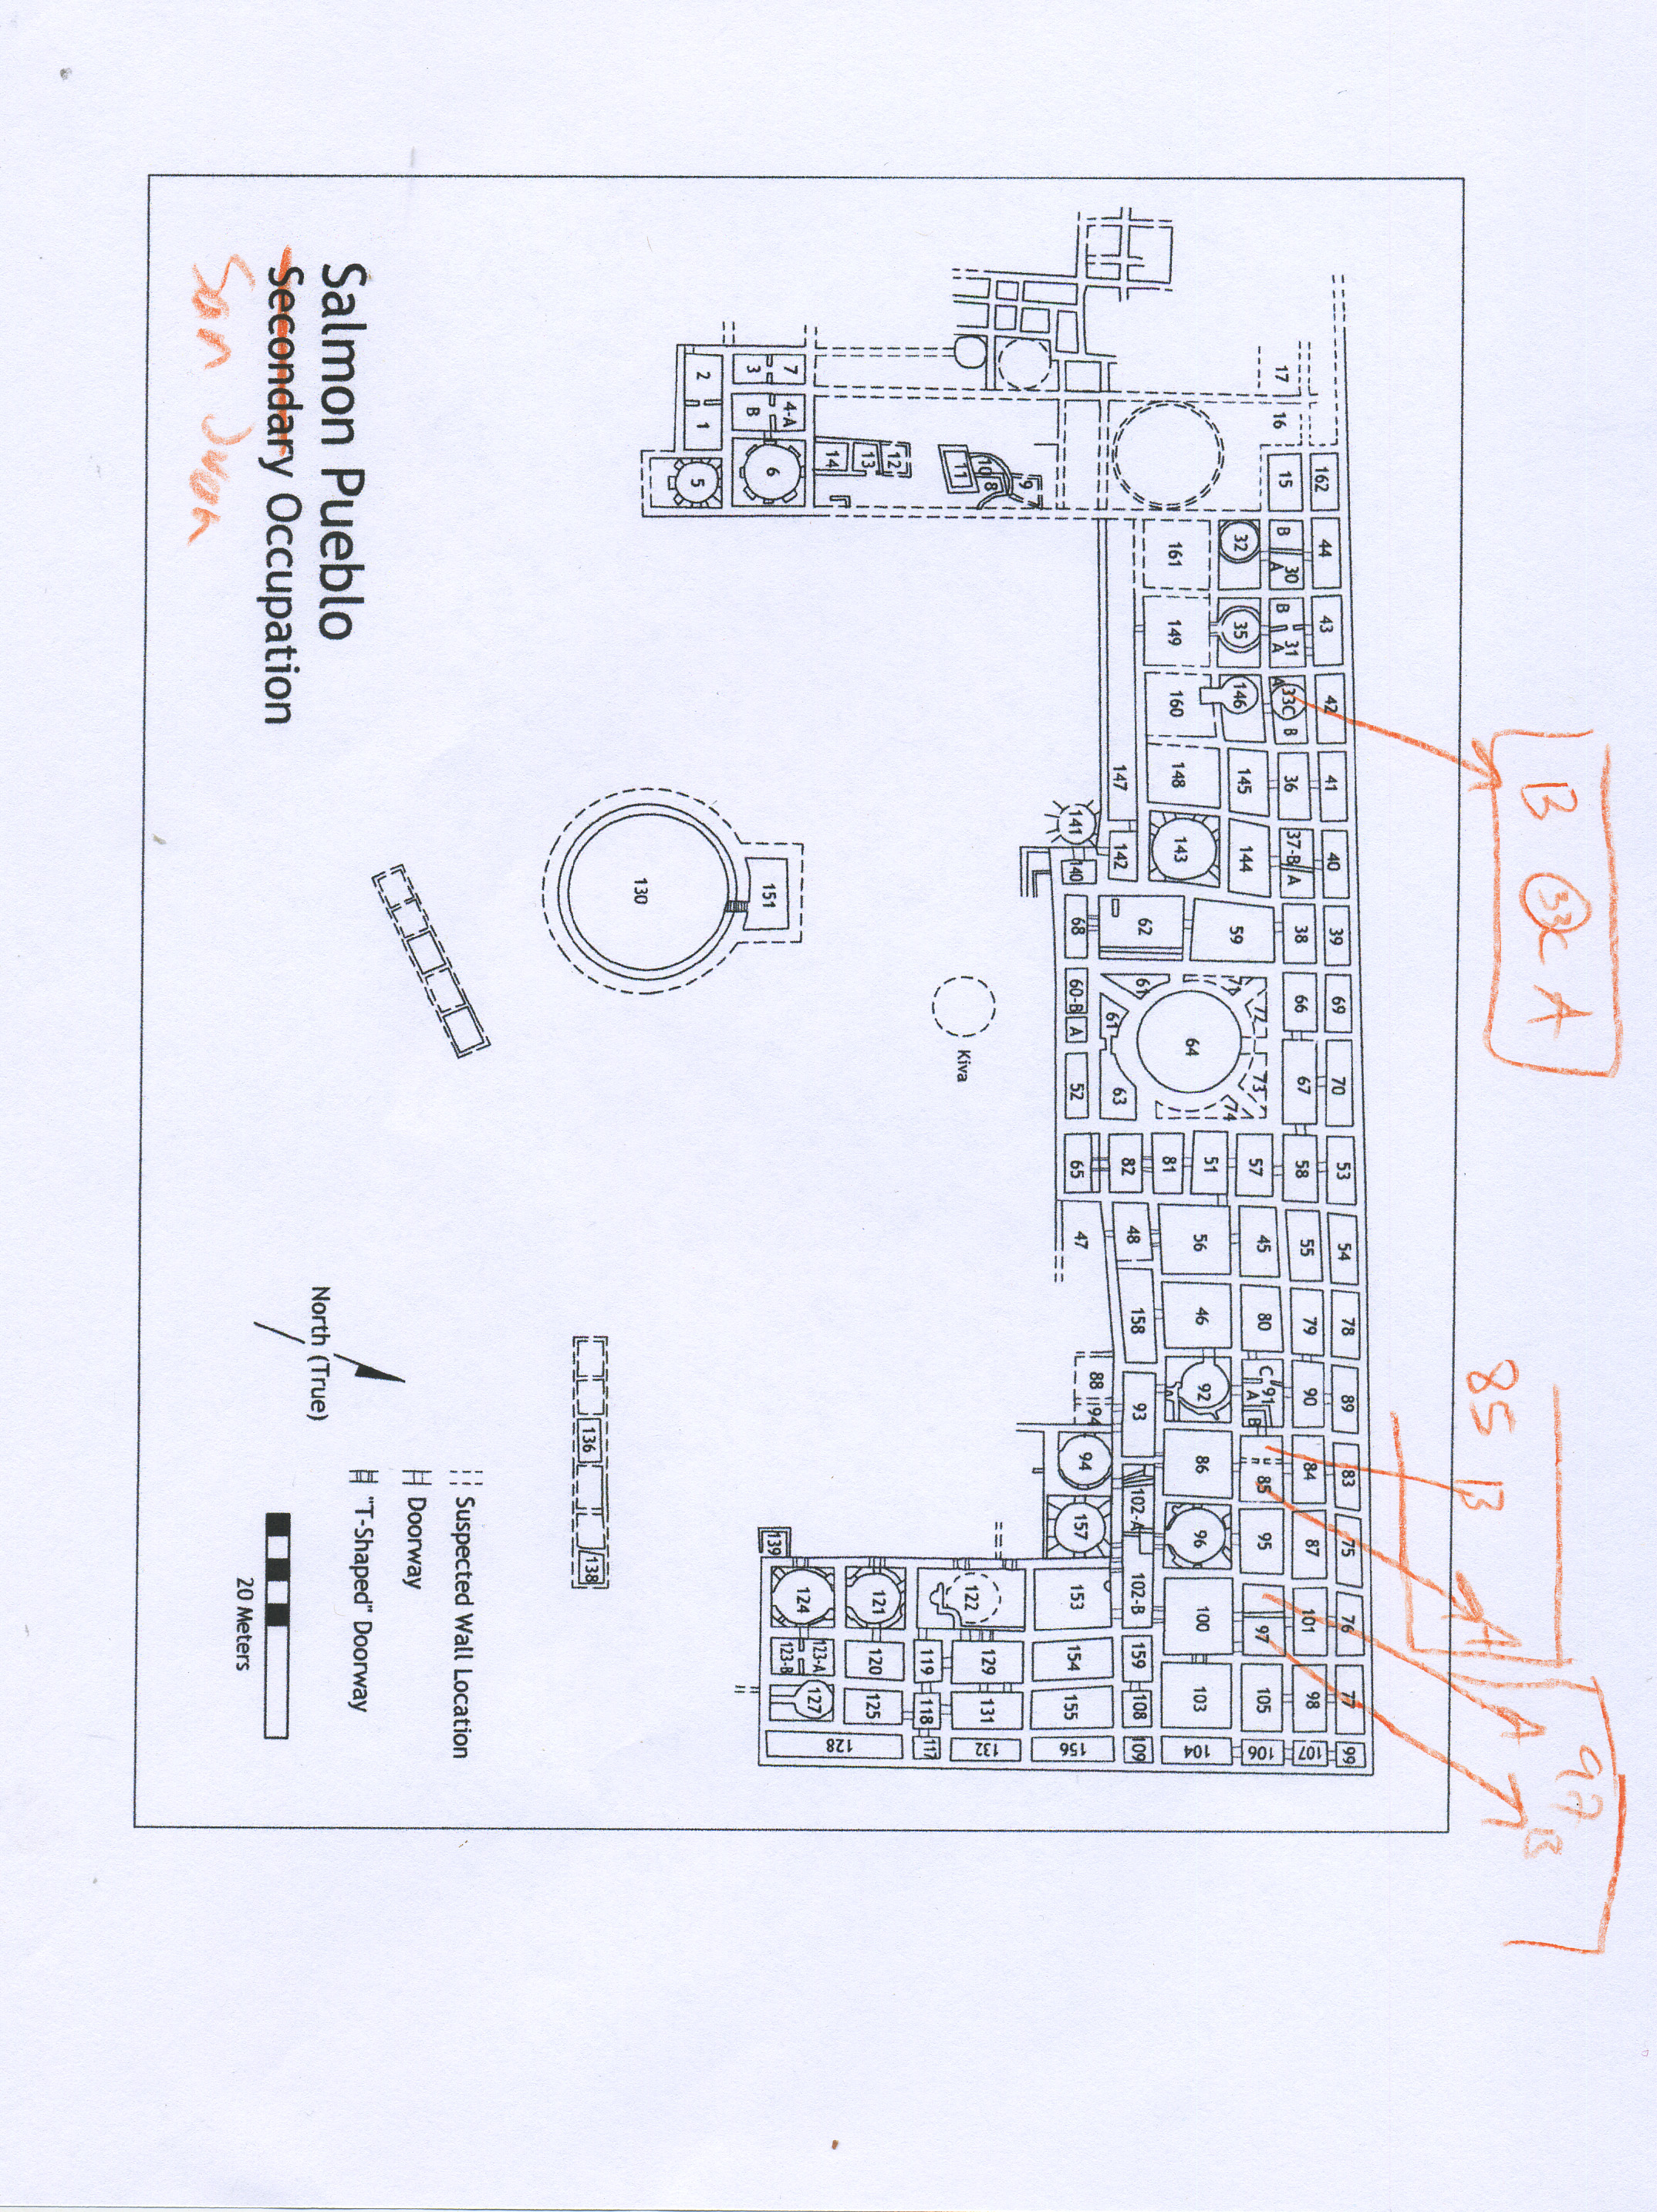 B 33C A
85 B A
97 A B
162 44 43 42 41 40 39 69 70 53 54 78 89 83 75 76 77 99
17 16 15 B 30 A B 31 A A 33C B 36 37-B A 38 66 67 58 55 79 90 84 87 101 98 107
32 35 146 145 144 59 71 72 73 74 57 45 80 C 91 A B 85 95 97 105 106
161 149 160 148 143 62 64 51 81 56 46 92 86 96 100 103 104
147 142 61 61 63 82 48 158 93 102-A 102-B 159 108 109
141 140 68 60-B A 52 65 47 88 94 94 157 153 154 155 156
9 10 8 11 Kiva 122 129 131 132
12 13 14 119 118 117
7 4-A 6 151 121 120 125 128
3 B 139 124 123-A 123-B 127
2 1 5 130 136 138
Salmon Pueblo
Secondary Occupation
San Juan
North (True)
Suspected Wall Location
Doorway
"T-Shaped" Doorway
20 Meters